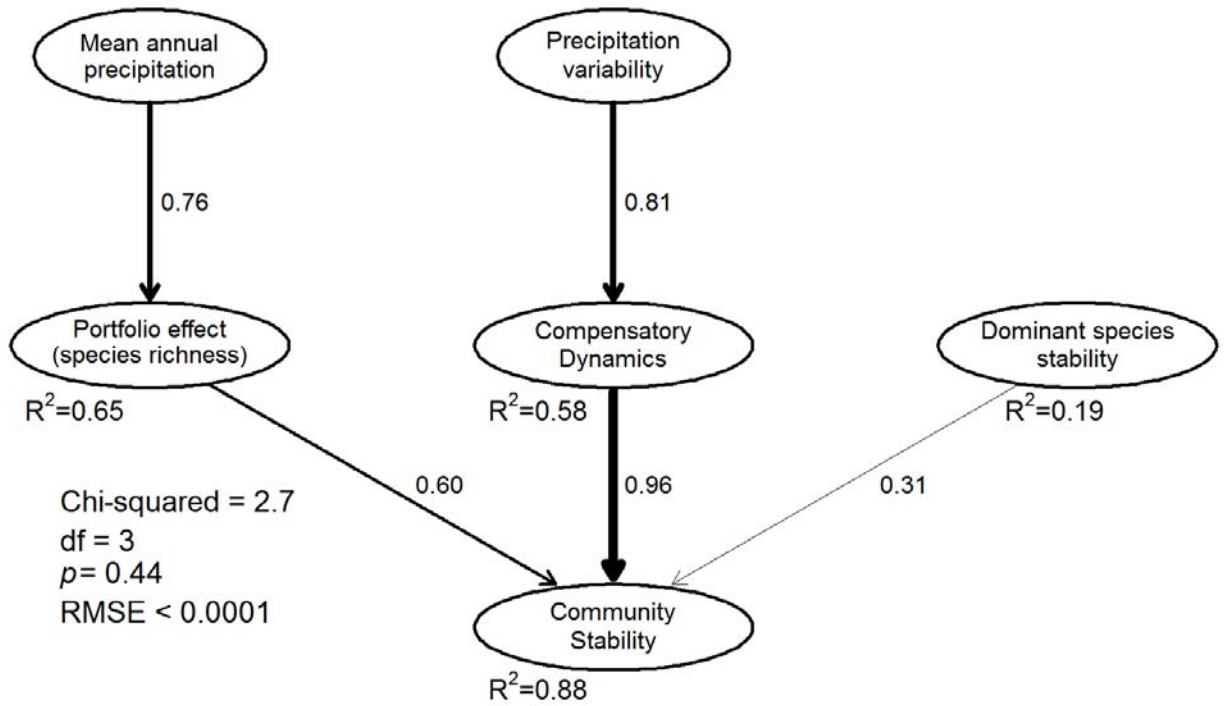 Mean annual
precipitation
Precipitation
variability
0.76
0.81
Portfolio effect
(species richness)
Compensatory
Dynamics
Dominant species
stability
R²=0.65
R²=0.58
R²=0.19
0.60
0.96
0.31
Chi-squared = 2.7
df = 3
p= 0.44
RMSE < 0.0001
Community
Stability
R²=0.88